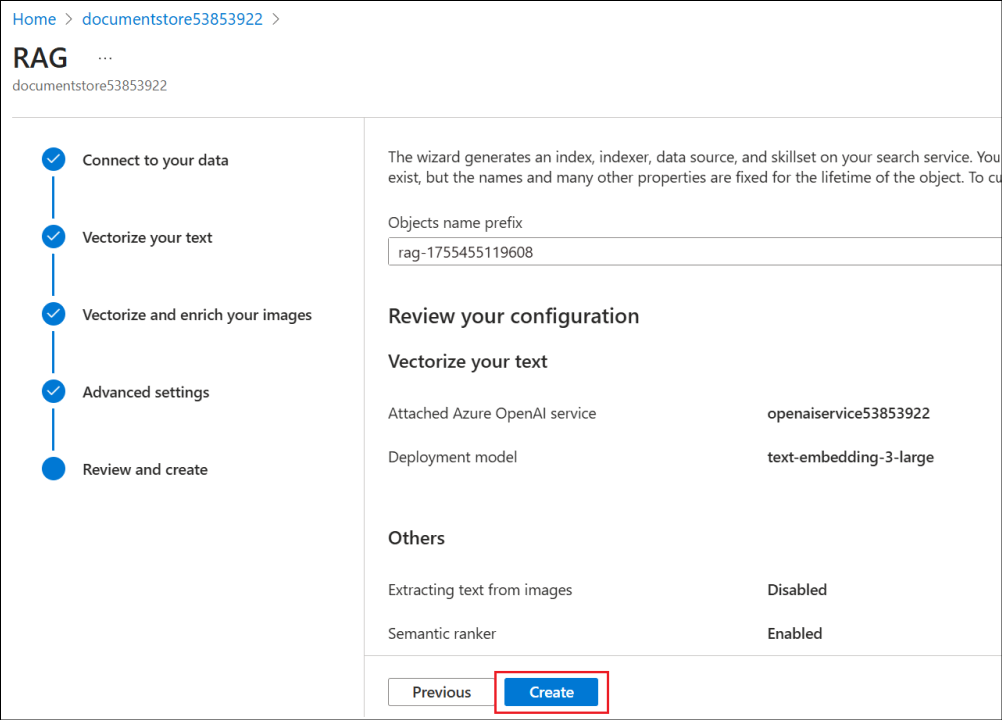 Home > documentstore53853922 >
RAG ...
documentstore53853922
Connect to your data
Vectorize your text
Vectorize and enrich your images
Advanced settings
Review and create
The wizard generates an index, indexer, data source, and skillset on your search service. You
exist, but the names and many other properties are fixed for the lifetime of the object. To cu
Objects name prefix
rag-1755455119608
Review your configuration
Vectorize your text
Attached Azure OpenAI service openaiservice53853922
Deployment model text-embedding-3-large
Others
Extracting text from images Disabled
Semantic ranker Enabled
Previous Create